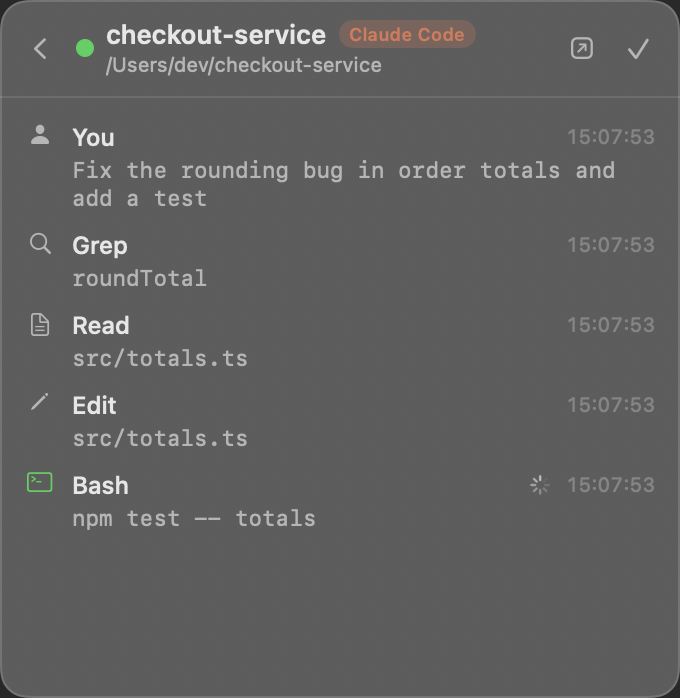 checkout-service Claude Code
/Users/dev/checkout-service
You 15:07:53
Fix the rounding bug in order totals and
add a test
Grep 15:07:53
roundTotal
Read 15:07:53
src/totals.ts
Edit 15:07:53
src/totals.ts
Bash 15:07:53
npm test -- totals